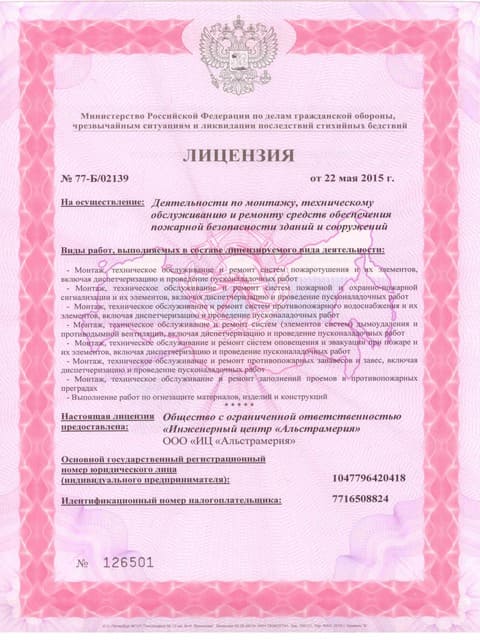 Министерство Российской Федерации по делам гражданской обороны,
чрезвычайным ситуациям и ликвидации последствий стихийных бедствий
ЛИЦЕНЗИЯ
№ 77-Б/02139 от 22 мая 2015 г.
На осуществление: Деятельности по монтажу, техническому
обслуживанию и ремонту средств обеспечения
пожарной безопасности зданий и сооружений
Виды работ, выполняемых в составе лицензируемого вида деятельности:
- Монтаж, техническое обслуживание и ремонт систем пожаротушения и их элементов,
включая диспетчеризацию и проведение пусконаладочных работ
- Монтаж, техническое обслуживание и ремонт систем пожарной и охранно-пожарной
сигнализации и их элементов, включая диспетчеризацию и проведение пусконаладочных работ
- Монтаж, техническое обслуживание и ремонт систем противопожарного водоснабжения и их
элементов, включая диспетчеризацию и проведение пусконаладочных работ
- Монтаж, техническое обслуживание и ремонт систем (элементов систем) дымоудаления и
противодымной вентиляции, включая диспетчеризацию и проведение пусконаладочных работ
- Монтаж, техническое обслуживание и ремонт систем оповещения и эвакуации при пожаре и
их элементов, включая диспетчеризацию и проведение пусконаладочных работ
- Монтаж, техническое обслуживание и ремонт противопожарных занавесов и завес, включая
диспетчеризацию и проведение пусконаладочных работ
- Монтаж, техническое обслуживание и ремонт заполнений проемов в противопожарных
преградах
- Выполнение работ по огнезащите материалов, изделий и конструкций
* * * * *
Настоящая лицензия Общество с ограниченной ответственностью
предоставлена: «Инженерный центр «Альстрамерия»
ООО «ИЦ «Альстрамерия»
Основной государственный регистрационный
номер юридического лица
(индивидуального предпринимателя): 1047796420418
Идентификационный номер налогоплательщика: 7716508824
№ 126501